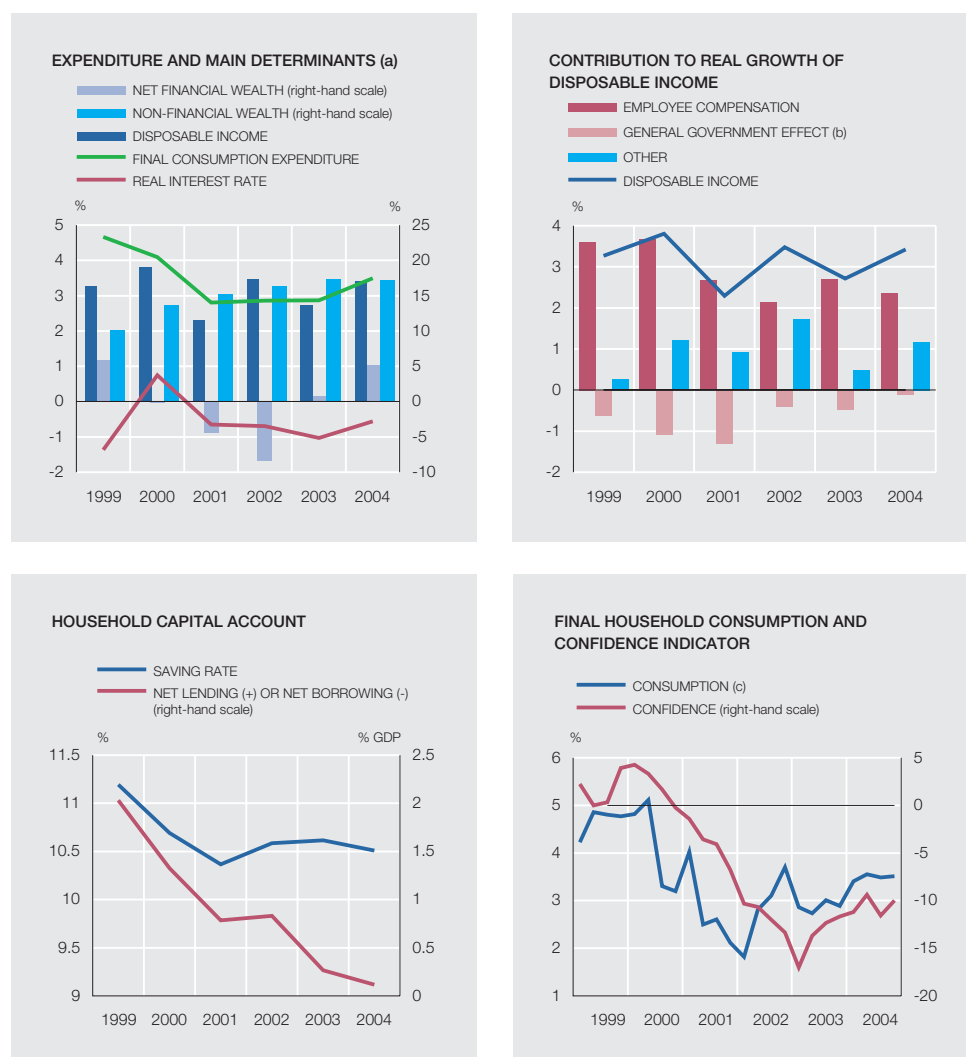 EXPENDITURE AND MAIN DETERMINANTS (a)
NET FINANCIAL WEALTH (right-hand scale)
NON-FINANCIAL WEALTH (right-hand scale)
DISPOSABLE INCOME
FINAL CONSUMPTION EXPENDITURE
REAL INTEREST RATE
% %
5 25
4 20
3 15
2 10
1 5
0 0
-1 -5
-2 -10
1999 2000 2001 2002 2003 2004
CONTRIBUTION TO REAL GROWTH OF
DISPOSABLE INCOME
EMPLOYEE COMPENSATION
GENERAL GOVERNMENT EFFECT (b)
OTHER
DISPOSABLE INCOME
%
4
3
2
1
0
-1
-2
1999 2000 2001 2002 2003 2004
HOUSEHOLD CAPITAL ACCOUNT
SAVING RATE
NET LENDING (+) OR NET BORROWING (-)
(right-hand scale)
% % GDP
11.5 2.5
11 2
10.5 1.5
10 1
9.5 0.5
9 0
1999 2000 2001 2002 2003 2004
FINAL HOUSEHOLD CONSUMPTION AND
CONFIDENCE INDICATOR
CONSUMPTION (c)
CONFIDENCE (right-hand scale)
%
6 5
5 0
4 -5
3 -10
2 -15
1 -20
1999 2000 2001 2002 2003 2004